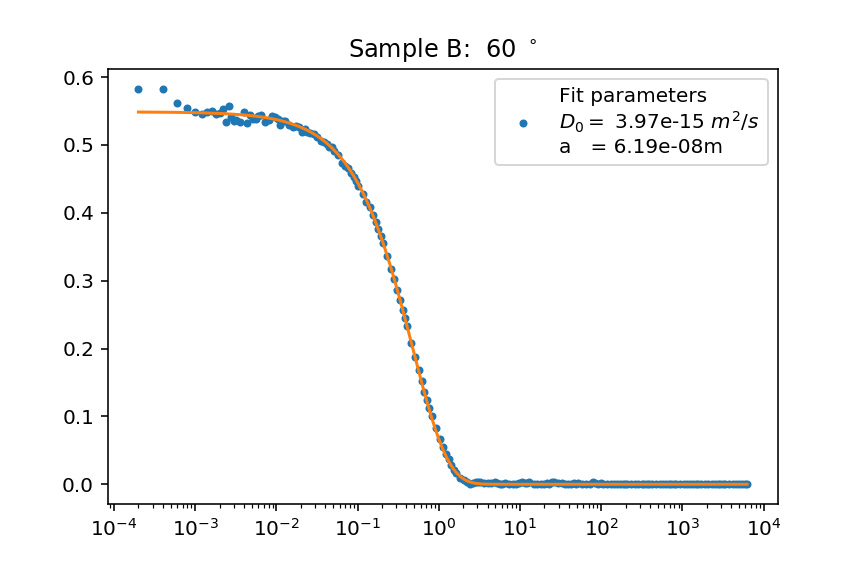 Sample B:  60 °
Fit parameters
D₀ = 3.97e-15 m²/s
a   = 6.19e-08m
0.6
0.5
0.4
0.3
0.2
0.1
0.0
10⁻⁴ 10⁻³ 10⁻² 10⁻¹ 10⁰ 10¹ 10² 10³ 10⁴